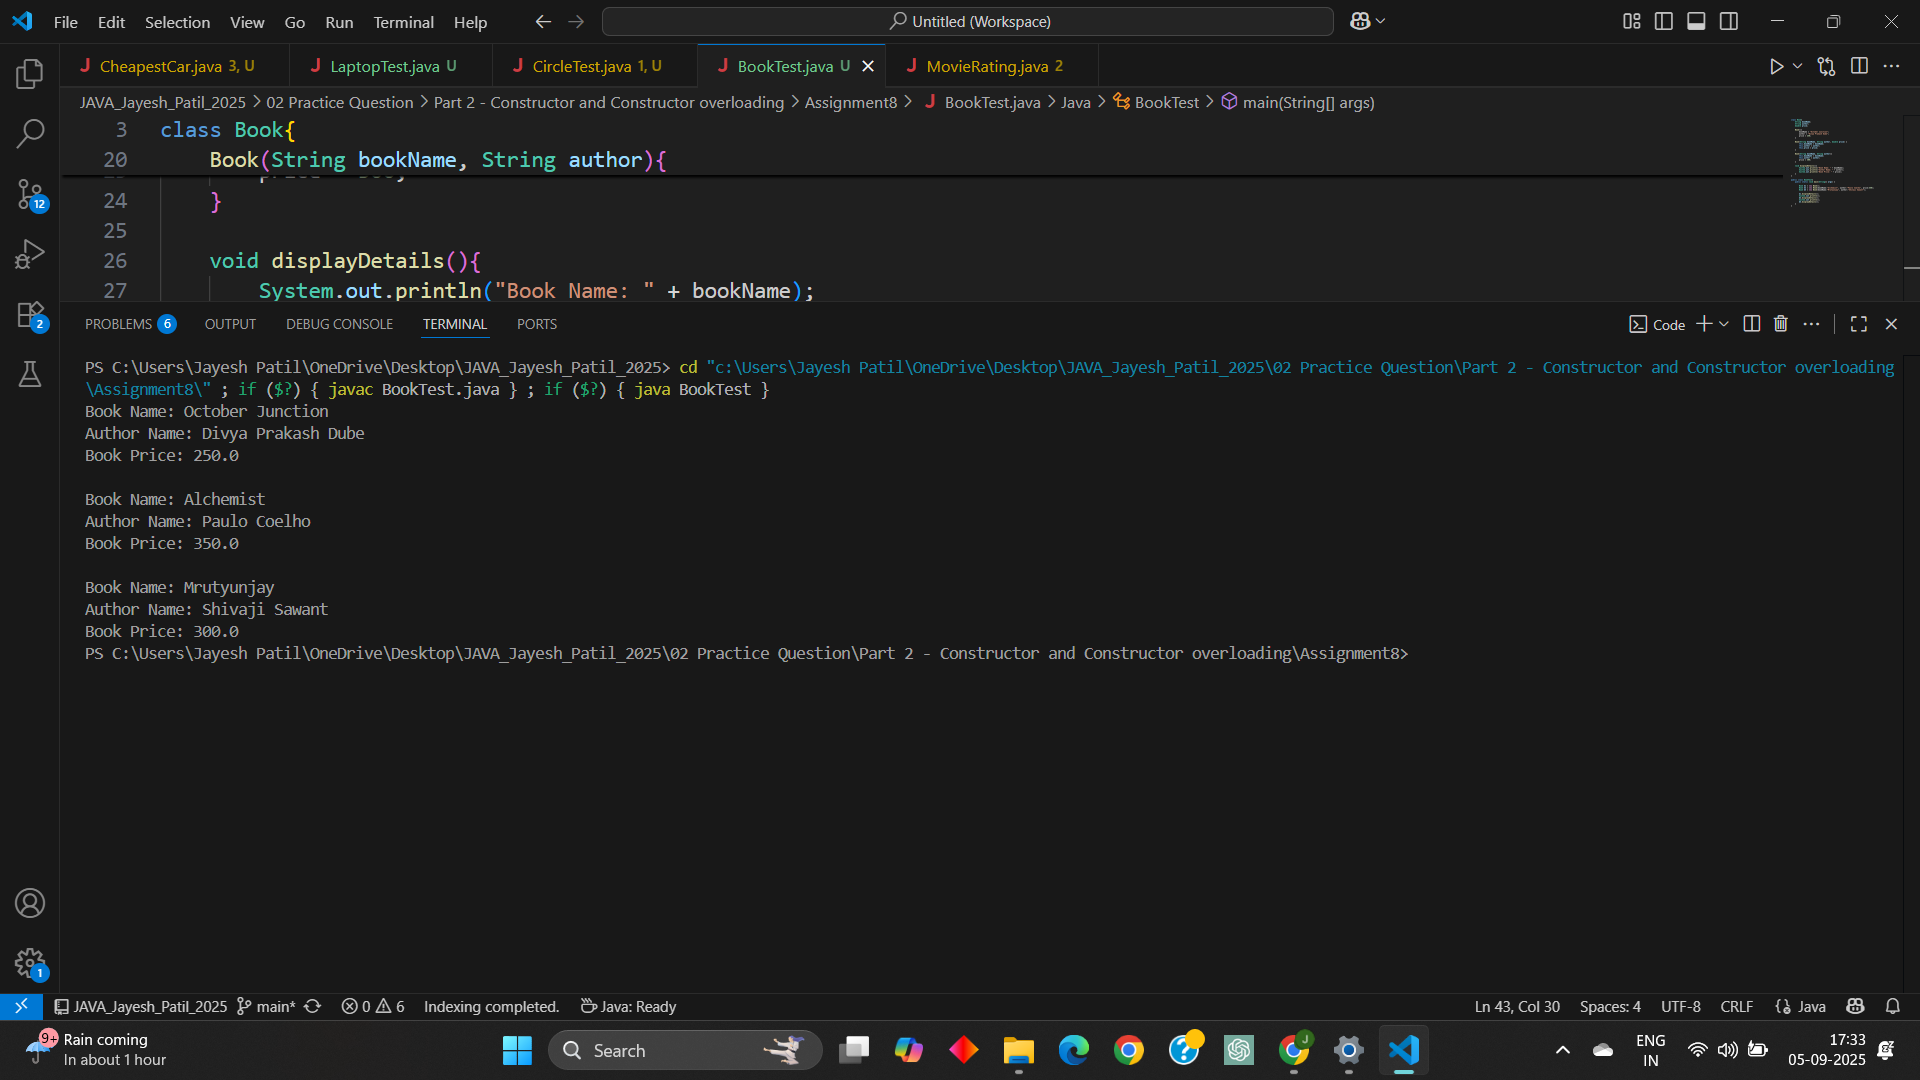 File Edit Selection View Go Run Terminal Help
Untitled (Workspace)
CheapestCar.java 3, U
LaptopTest.java U
CircleTest.java 1, U
BookTest.java U
MovieRating.java 2
JAVA_Jayesh_Patil_2025 > 02 Practice Question > Part 2 - Constructor and Constructor overloading > Assignment8 > BookTest.java > Java > BookTest > main(String[] args)
3 class Book{
20 Book(String bookName, String author){
24 }
25
26 void displayDetails(){
27 System.out.println("Book Name: " + bookName);
PROBLEMS 6 OUTPUT DEBUG CONSOLE TERMINAL PORTS
Code
PS C:\Users\Jayesh Patil\OneDrive\Desktop\JAVA_Jayesh_Patil_2025> cd "c:\Users\Jayesh Patil\OneDrive\Desktop\JAVA_Jayesh_Patil_2025\02 Practice Question\Part 2 - Constructor and Constructor overloading
\Assignment8\" ; if ($?) { javac BookTest.java } ; if ($?) { java BookTest }
Book Name: October Junction
Author Name: Divya Prakash Dube
Book Price: 250.0
Book Name: Alchemist
Author Name: Paulo Coelho
Book Price: 350.0
Book Name: Mrutyunjay
Author Name: Shivaji Sawant
Book Price: 300.0
PS C:\Users\Jayesh Patil\OneDrive\Desktop\JAVA_Jayesh_Patil_2025\02 Practice Question\Part 2 - Constructor and Constructor overloading\Assignment8>
12
2
1
JAVA_Jayesh_Patil_2025 main* 0 6 Indexing completed. Java: Ready
Ln 43, Col 30 Spaces: 4 UTF-8 CRLF Java
9+ Rain coming
In about 1 hour
Search
J
ENG
IN
17:33
05-09-2025